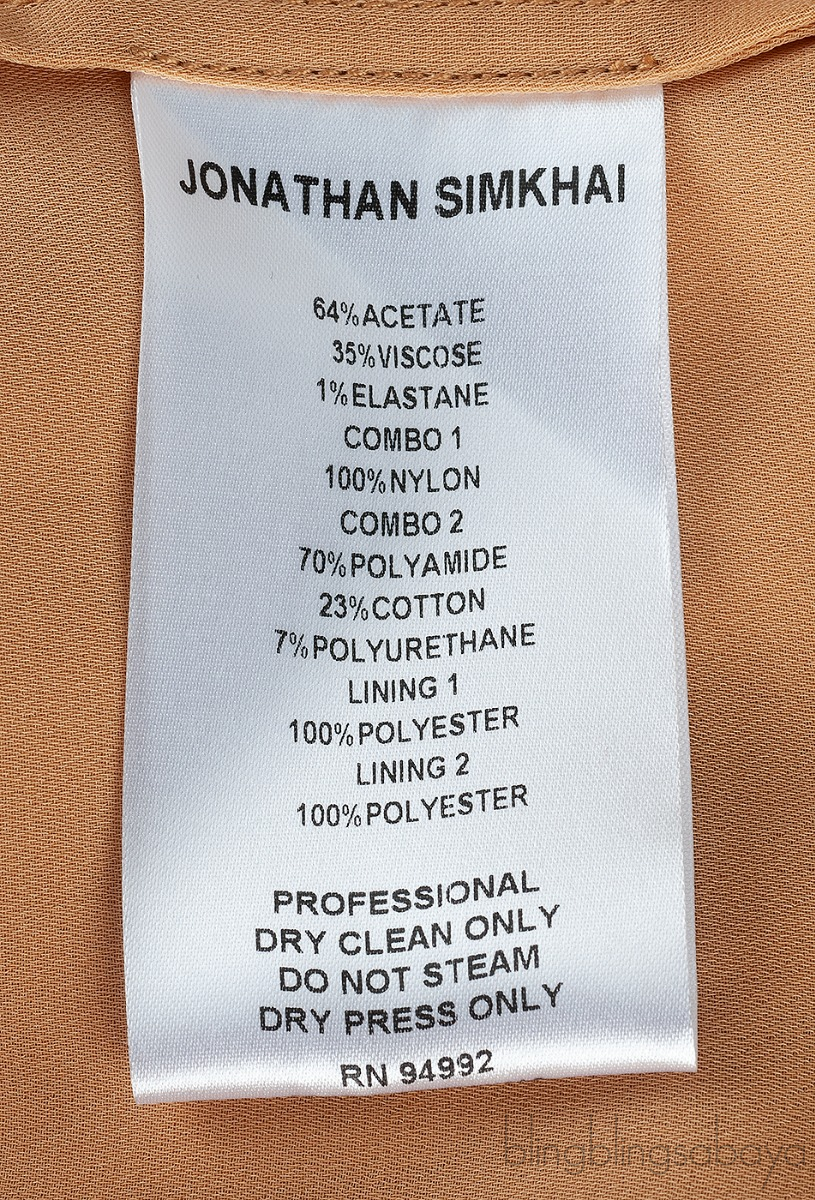 JONATHAN SIMKHAI
64%ACETATE
35%VISCOSE
1%ELASTANE
COMBO 1
100%NYLON
COMBO 2
70%POLYAMIDE
23%COTTON
7%POLYURETHANE
LINING 1
100%POLYESTER
LINING 2
100%POLYESTER
PROFESSIONAL
DRY CLEAN ONLY
DO NOT STEAM
DRY PRESS ONLY
RN 94992
blingblingsabaya